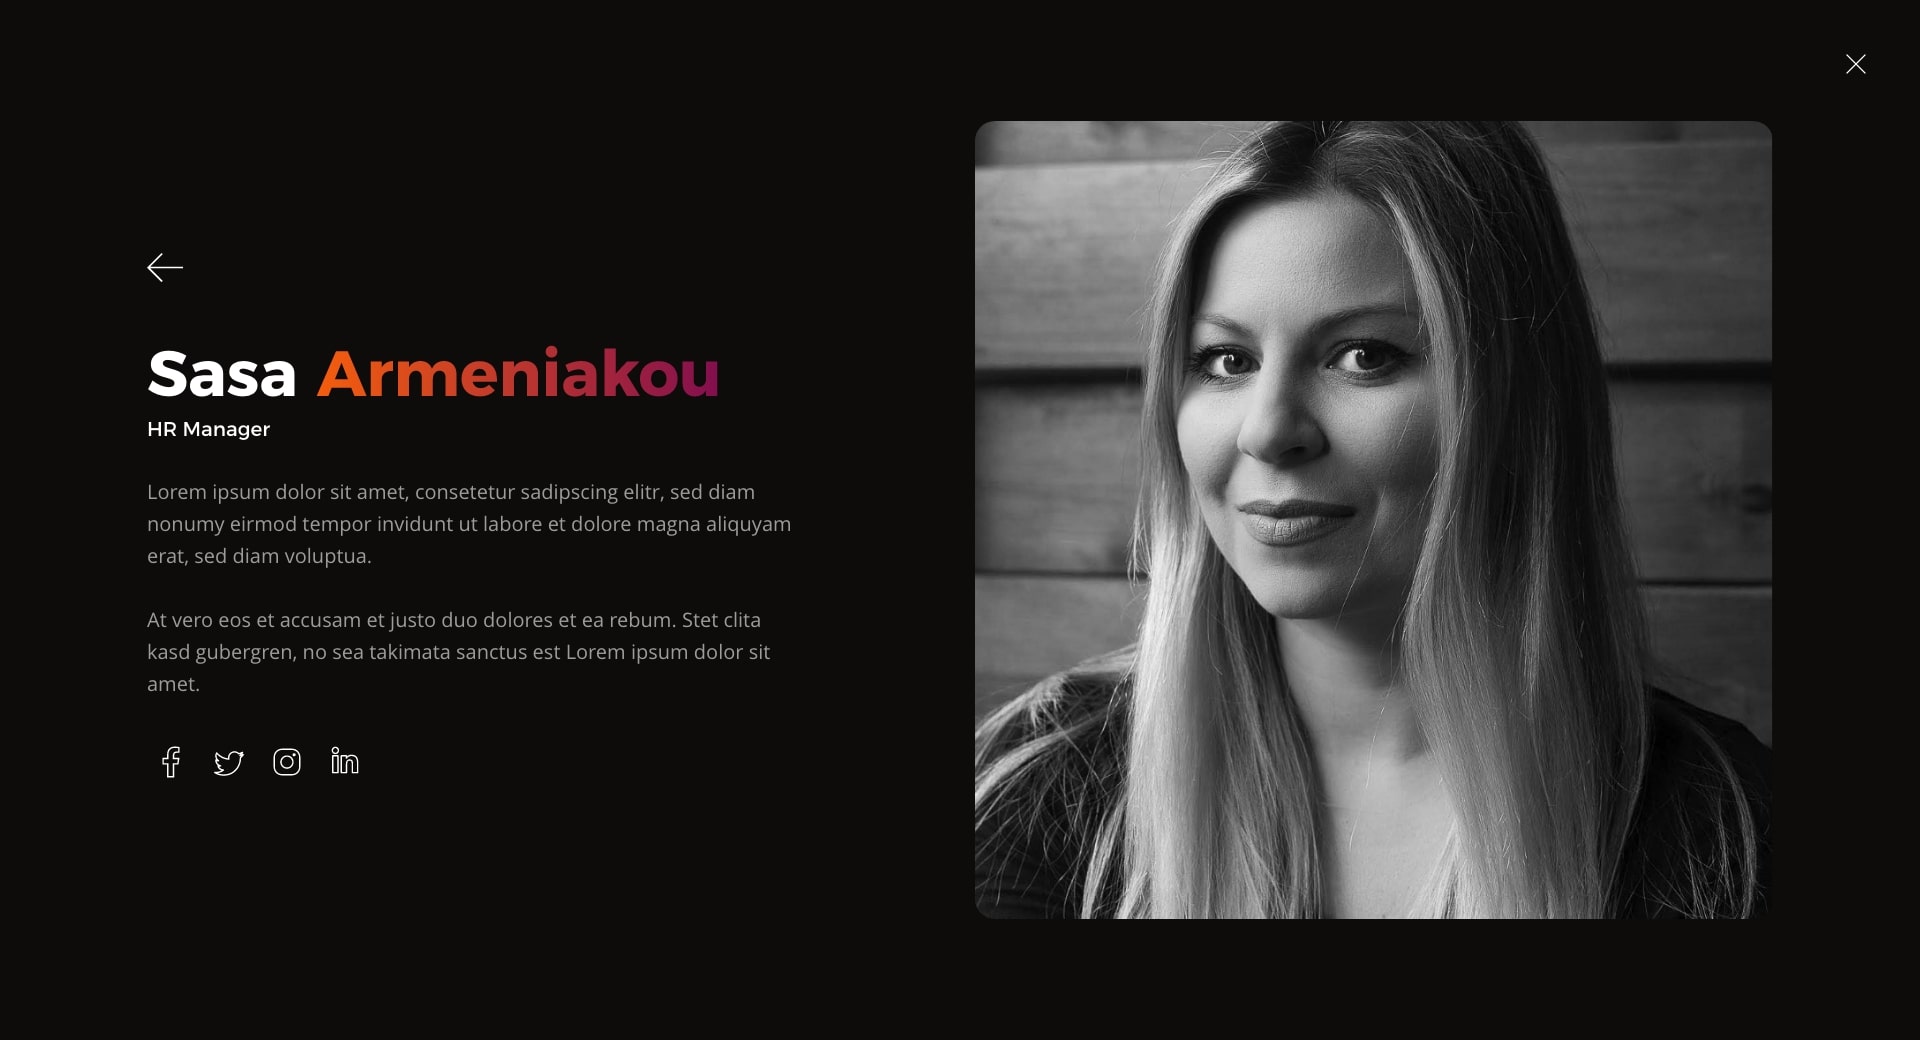 Sasa Armeniakou
HR Manager
Lorem ipsum dolor sit amet, consetetur sadipscing elitr, sed diam
nonumy eirmod tempor invidunt ut labore et dolore magna aliquyam
erat, sed diam voluptua.
At vero eos et accusam et justo duo dolores et ea rebum. Stet clita
kasd gubergren, no sea takimata sanctus est Lorem ipsum dolor sit
amet.